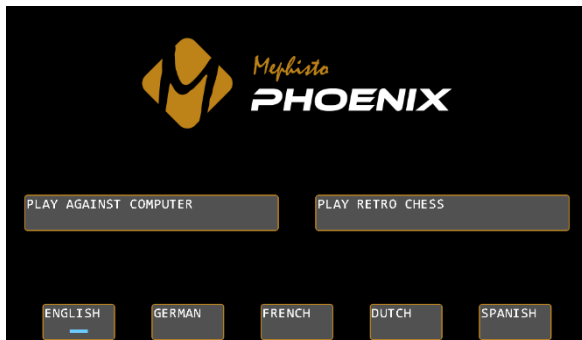 Mephisto
PHOENIX
PLAY AGAINST COMPUTER
PLAY RETRO CHESS
ENGLISH
GERMAN
FRENCH
DUTCH
SPANISH